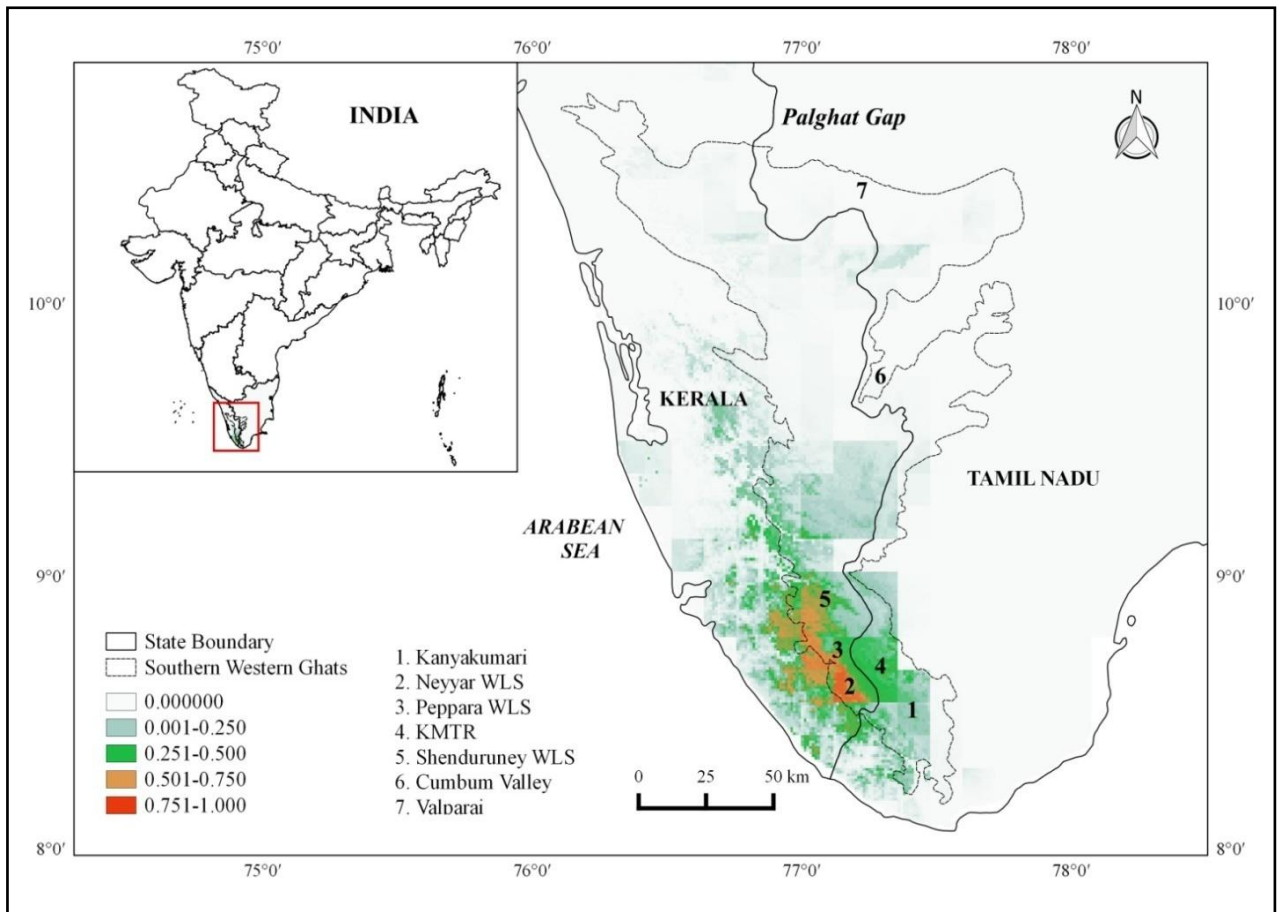 75°0′ 76°0′ 77°0′ 78°0′
INDIA
Palghat Gap
N
7
10°0′ 10°0′
6
KERALA
TAMIL NADU
ARABEAN
SEA
9°0′ 9°0′
5
3
4
2
1
State Boundary
Southern Western Ghats
0.000000
0.001-0.250
0.251-0.500
0.501-0.750
0.751-1.000
1. Kanyakumari
2. Neyyar WLS
3. Peppara WLS
4. KMTR
5. Shenduruney WLS
6. Cumbum Valley
7. Valparai
0 25 50 km
8°0′ 8°0′
75°0′ 76°0′ 77°0′ 78°0′